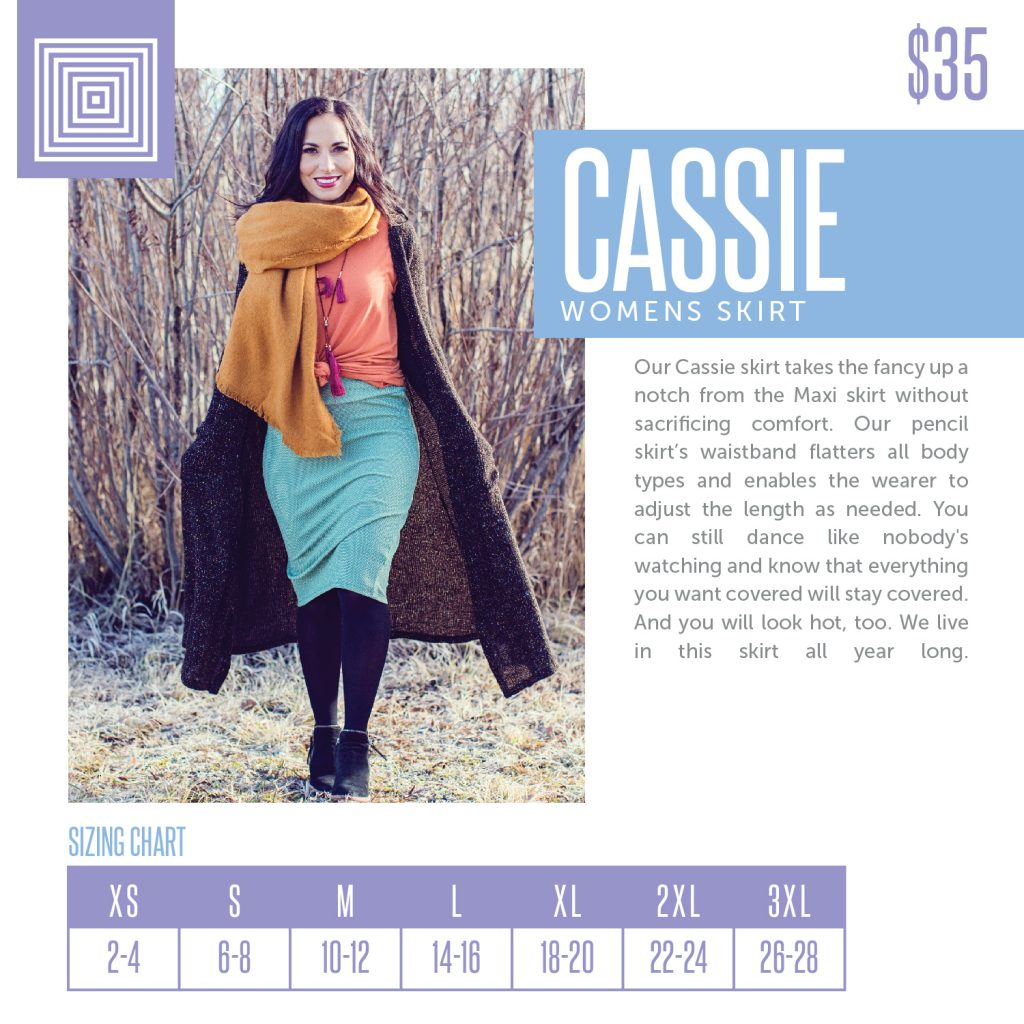 $35
CASSIE
WOMENS SKIRT
Our Cassie skirt takes the fancy up a
notch from the Maxi skirt without
sacrificing comfort. Our pencil
skirt’s waistband flatters all body
types and enables the wearer to
adjust the length as needed. You
can still dance like nobody's
watching and know that everything
you want covered will stay covered.
And you will look hot, too. We live
in this skirt all year long.
SIZING CHART
XS S M L XL 2XL 3XL
2-4 6-8 10-12 14-16 18-20 22-24 26-28